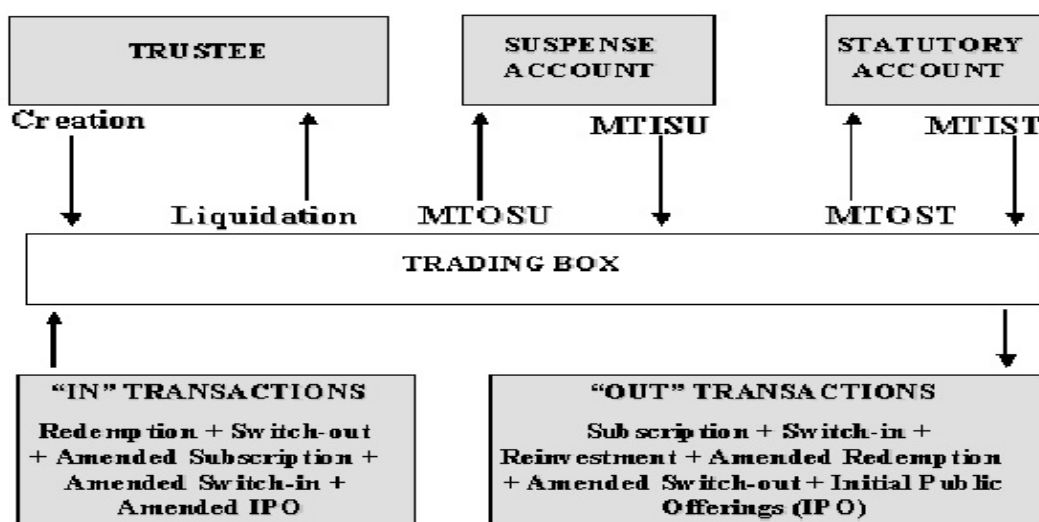 TRUSTEE
SUSPENSE
ACCOUNT
STATUTORY
ACCOUNT
Creation
MTISU
MTIST
Liquidation
MTOSU
MTOST
TRADING BOX
“IN” TRANSACTIONS
Redemption + Switch-out
+ Amended Subscription +
Amended Switch-in +
Amended IPO
“OUT” TRANSACTIONS
Subscription + Switch-in +
Reinvestment + Amended Redemption
+ Amended Switch-out + Initial Public
Offerings (IPO)